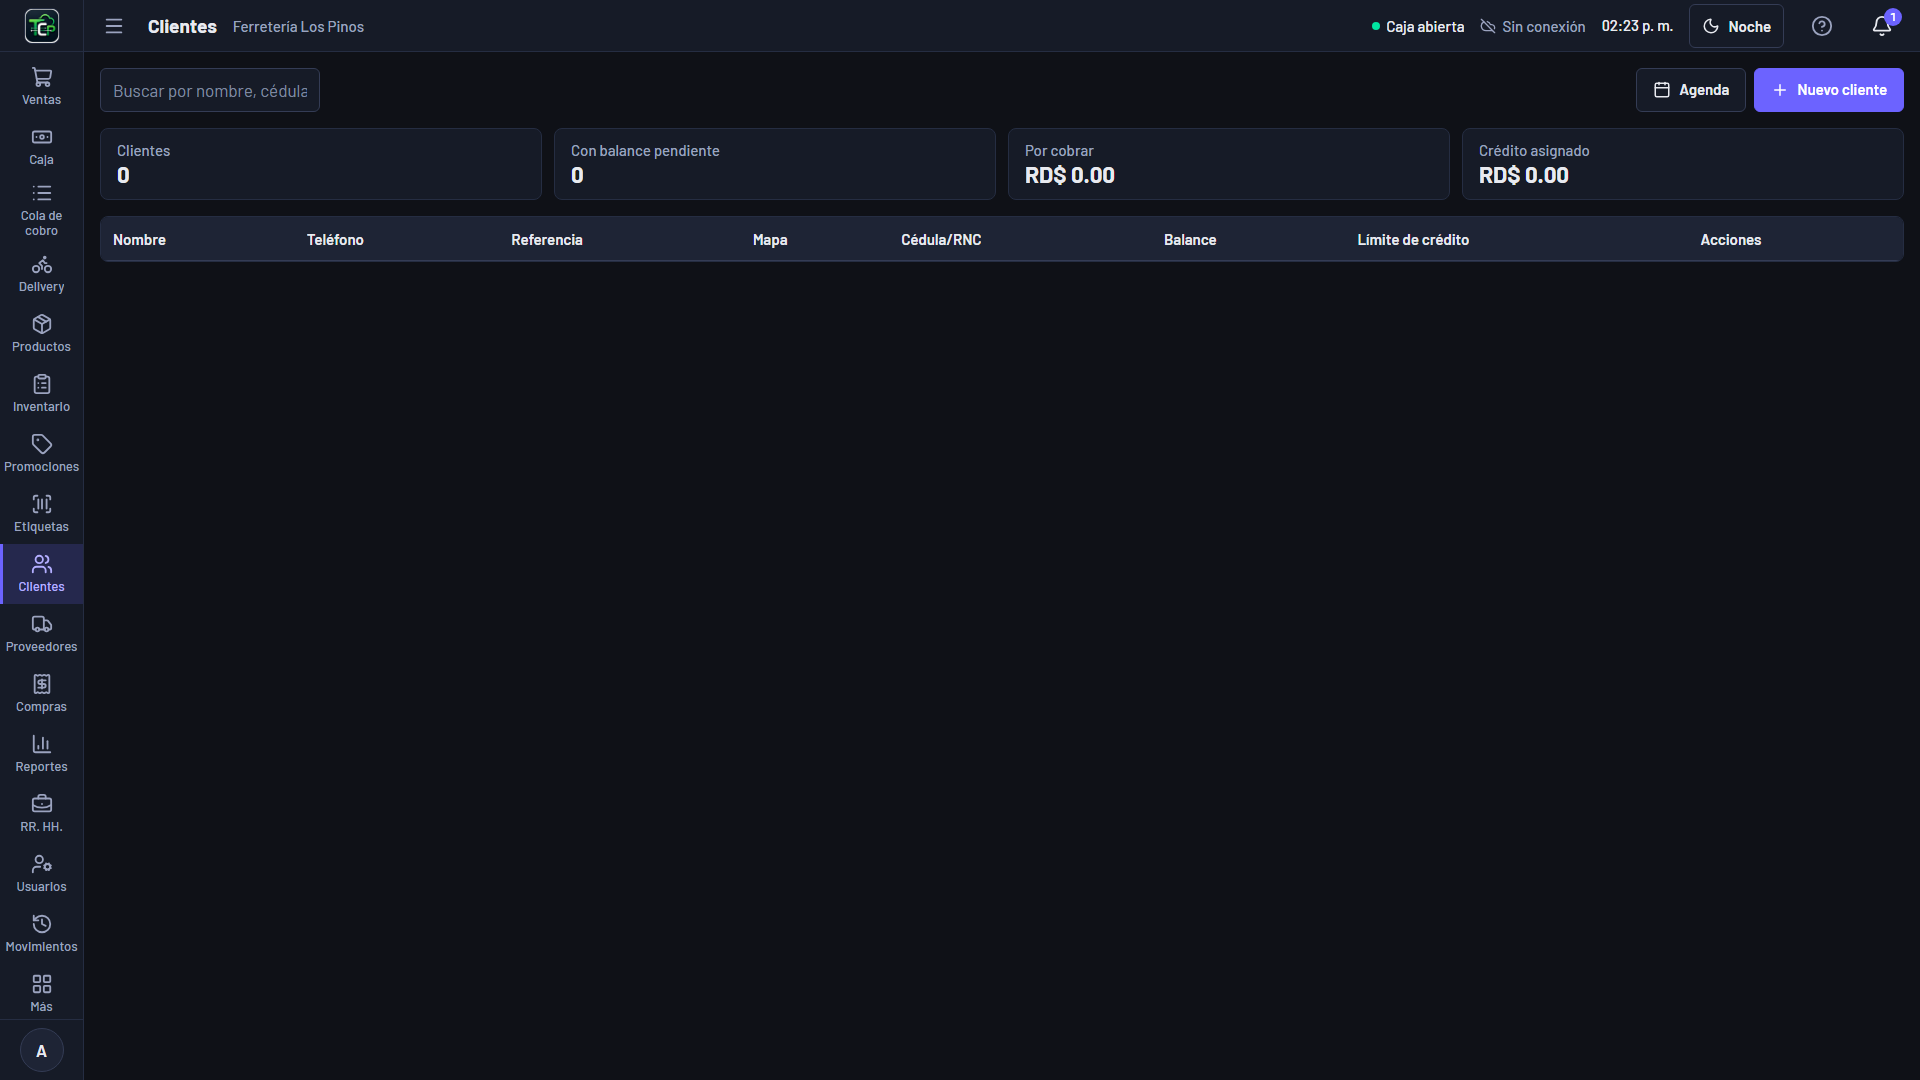 TCP
Clientes
Ferretería Los Pinos
Caja abierta
Sin conexión
02:23 p. m.
Noche
1
Ventas
Caja
Cola de
cobro
Delivery
Productos
Inventario
Promociones
Etiquetas
Clientes
Proveedores
Compras
Reportes
RR. HH.
Usuarios
Movimientos
Más
A
Buscar por nombre, cédula
Agenda
Nuevo cliente
Clientes
0
Con balance pendiente
0
Por cobrar
RD$ 0.00
Crédito asignado
RD$ 0.00
Nombre Teléfono Referencia Mapa Cédula/RNC Balance Límite de crédito Acciones